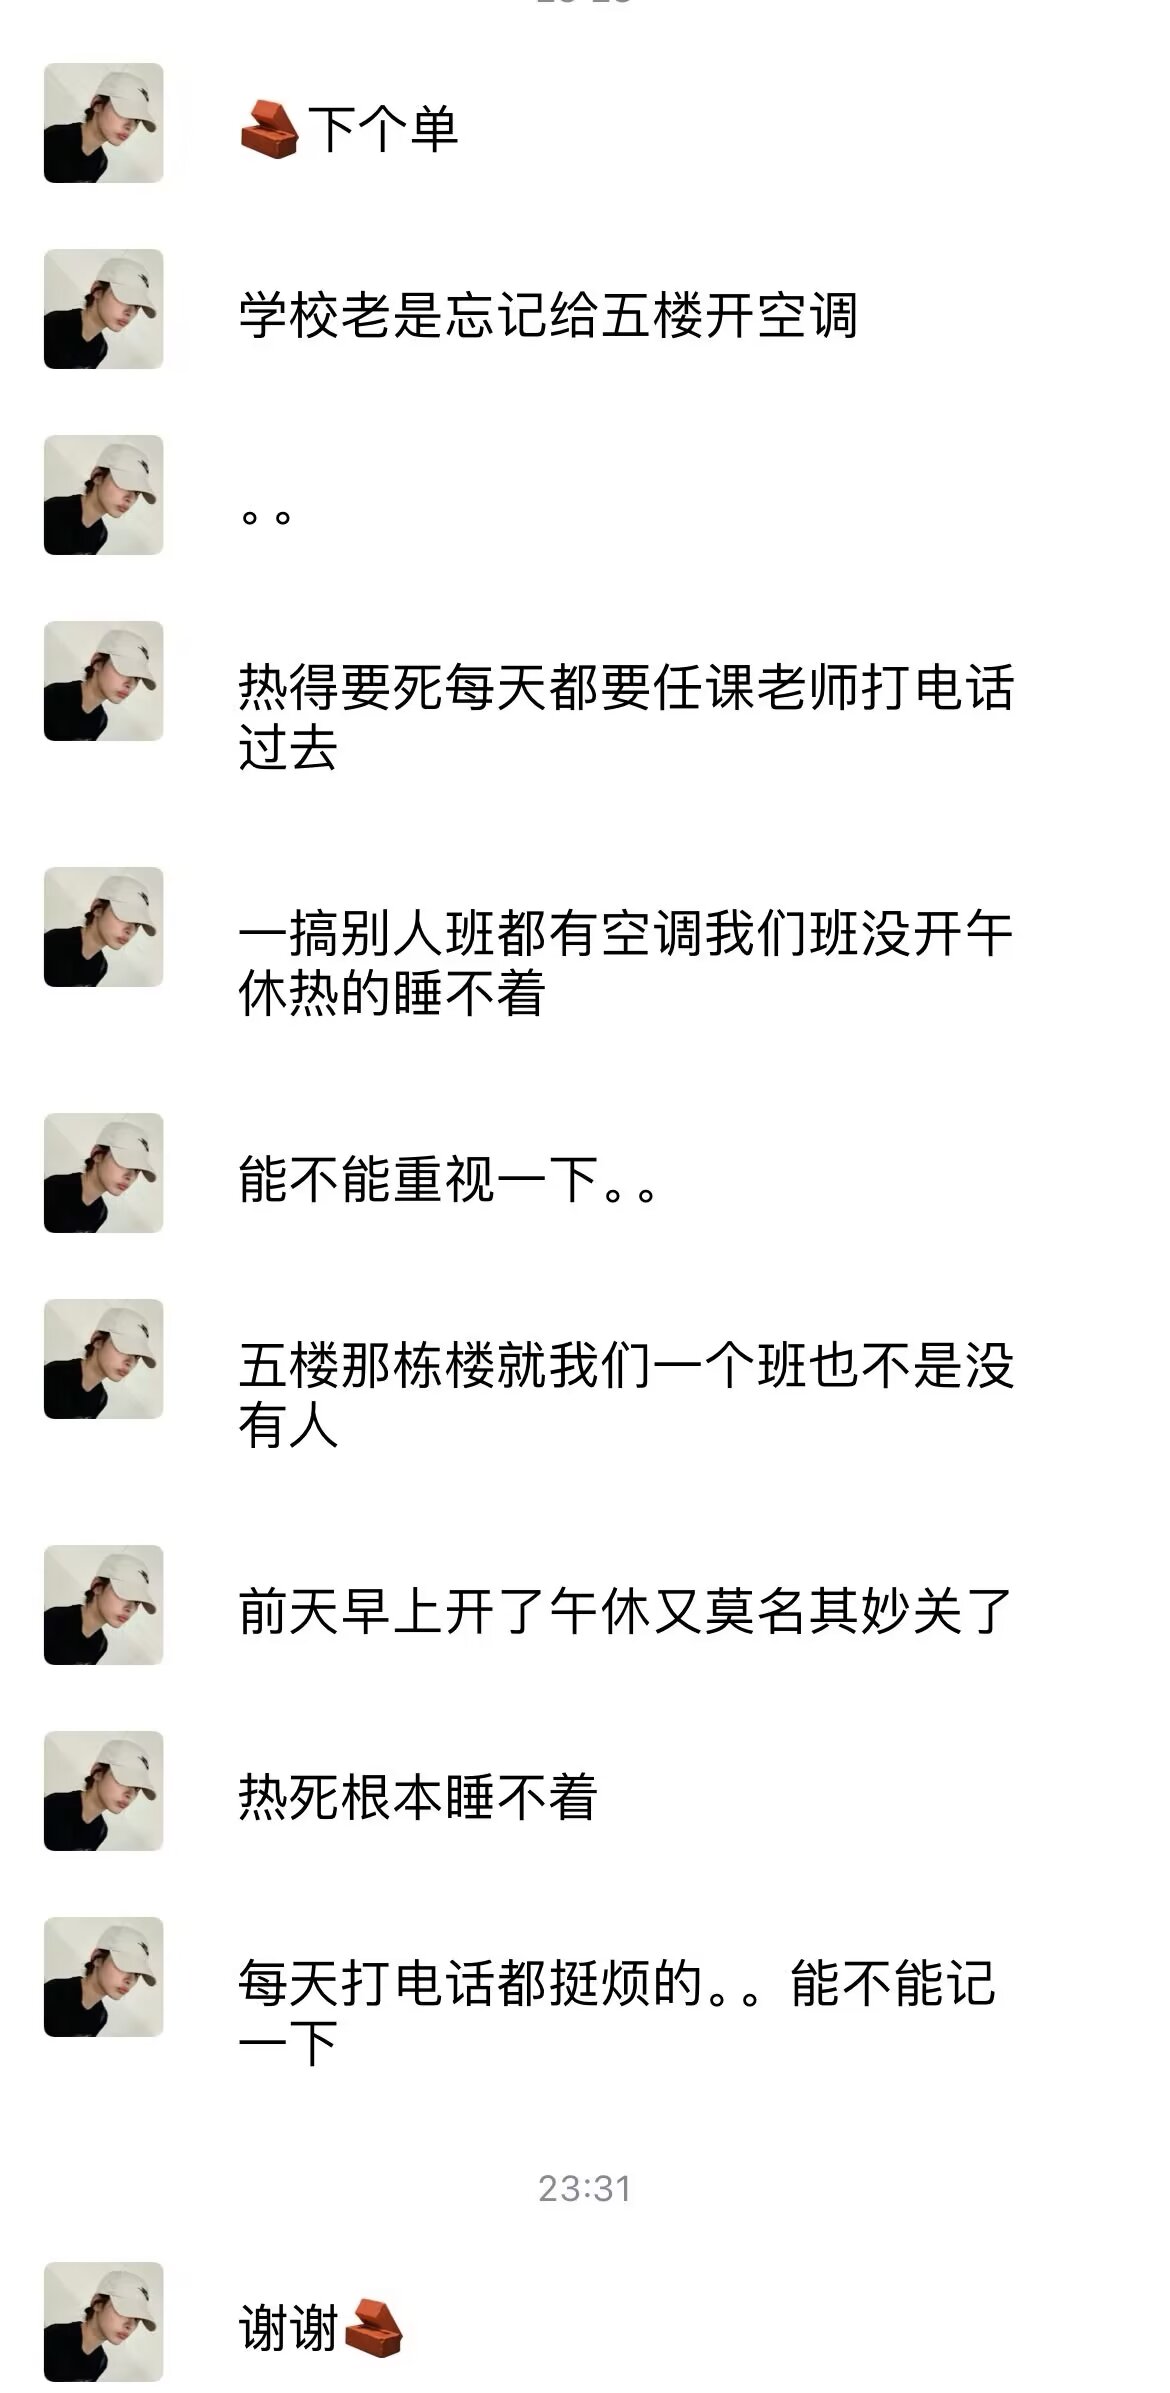 🧱下个单
学校老是忘记给五楼开空调
。。
热得要死每天都要任课老师打电话
过去
一搞别人班都有空调我们班没开午
休热的睡不着
能不能重视一下。。
五楼那栋楼就我们一个班也不是没
有人
前天早上开了午休又莫名其妙关了
热死根本睡不着
每天打电话都挺烦的。。能不能记
一下
23:31
谢谢🧱